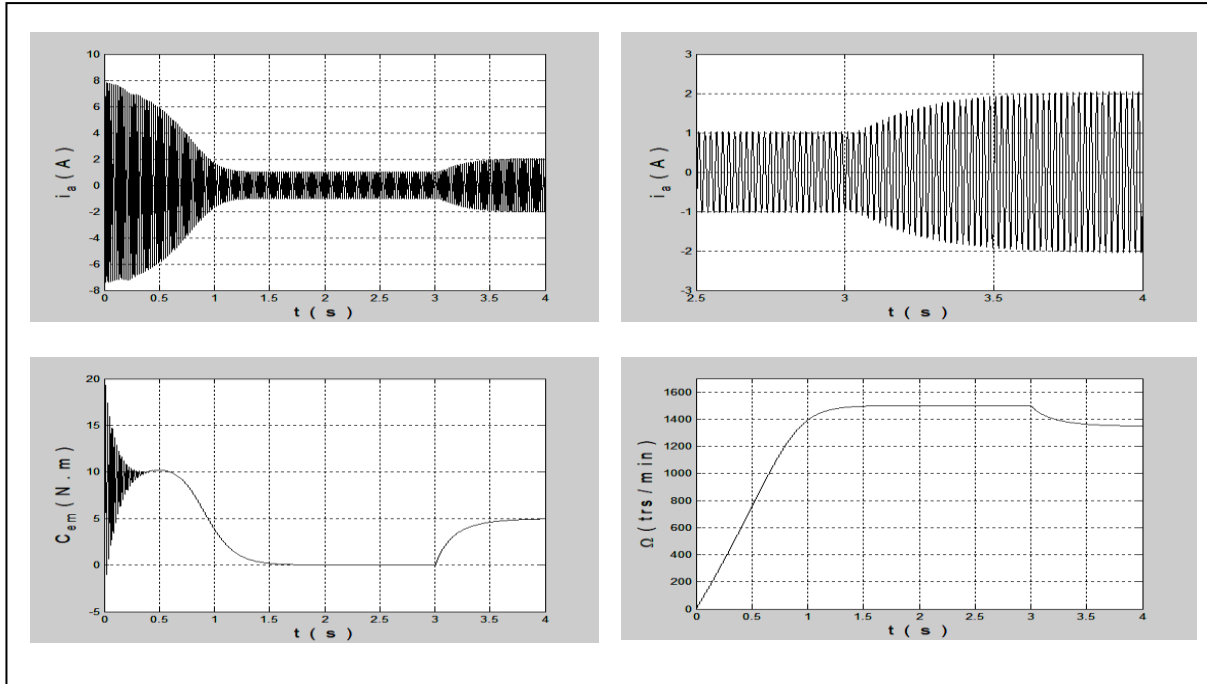 10
8
6
4
2
0
-2
-4
-6
-8
i a ( A )
0 0.5 1 1.5 2 2.5 3 3.5 4
t ( s )
3
2
1
0
-1
-2
-3
i a ( A )
2.5 3 3.5 4
t ( s )
20
15
10
5
0
-5
C em ( N . m )
0 0.5 1 1.5 2 2.5 3 3.5 4
t ( s )
1600
1400
1200
1000
800
600
400
200
0
Ω ( trs / min )
0 0.5 1 1.5 2 2.5 3 3.5 4
t ( s )